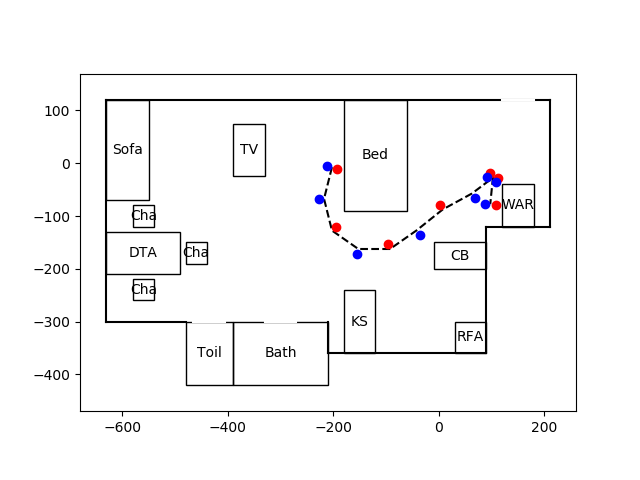 100
0
−100
−200
−300
−400
−600
−400
−200
0
200
Sofa
TV
Bed
Cha
WAR
DTA
Cha
CB
Cha
KS
RFA
Toil
Bath